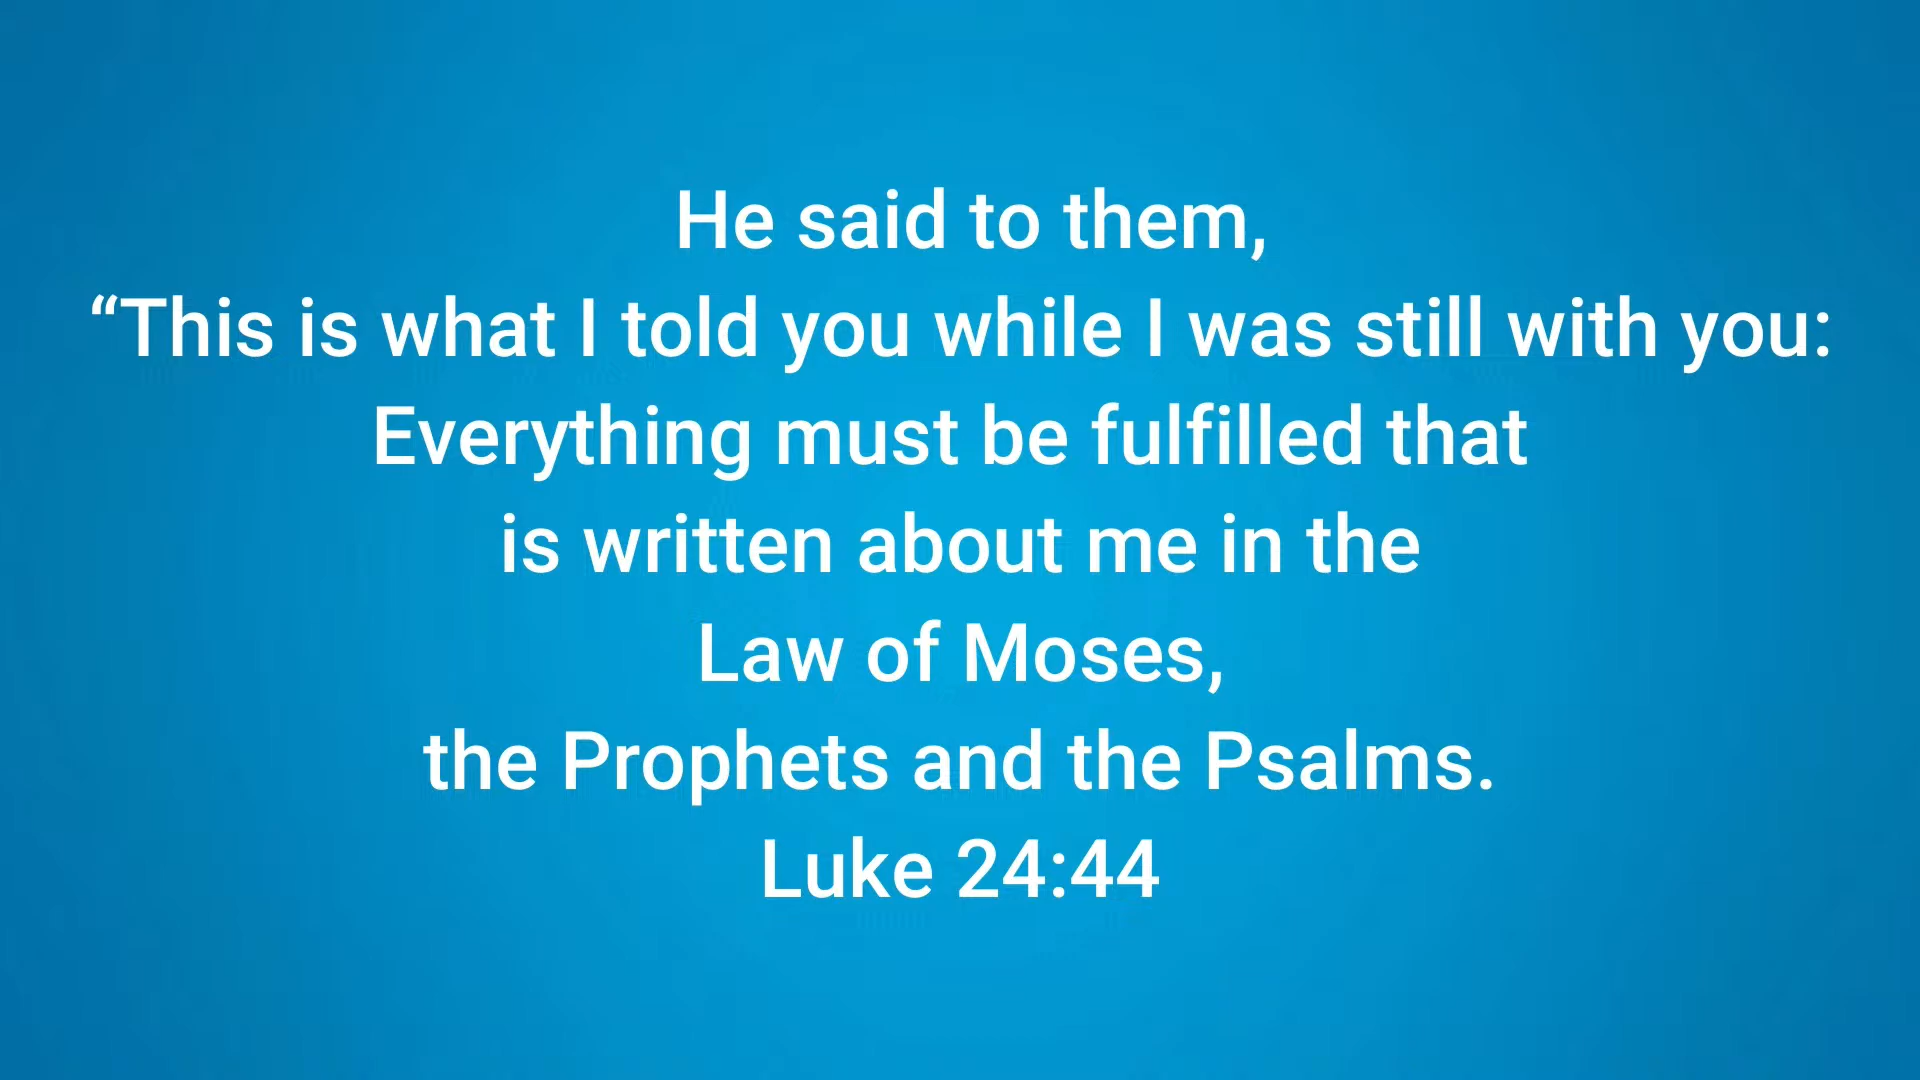 He said to them,
“This is what I told you while I was still with you:
Everything must be fulfilled that
is written about me in the
Law of Moses,
the Prophets and the Psalms.
Luke 24:44